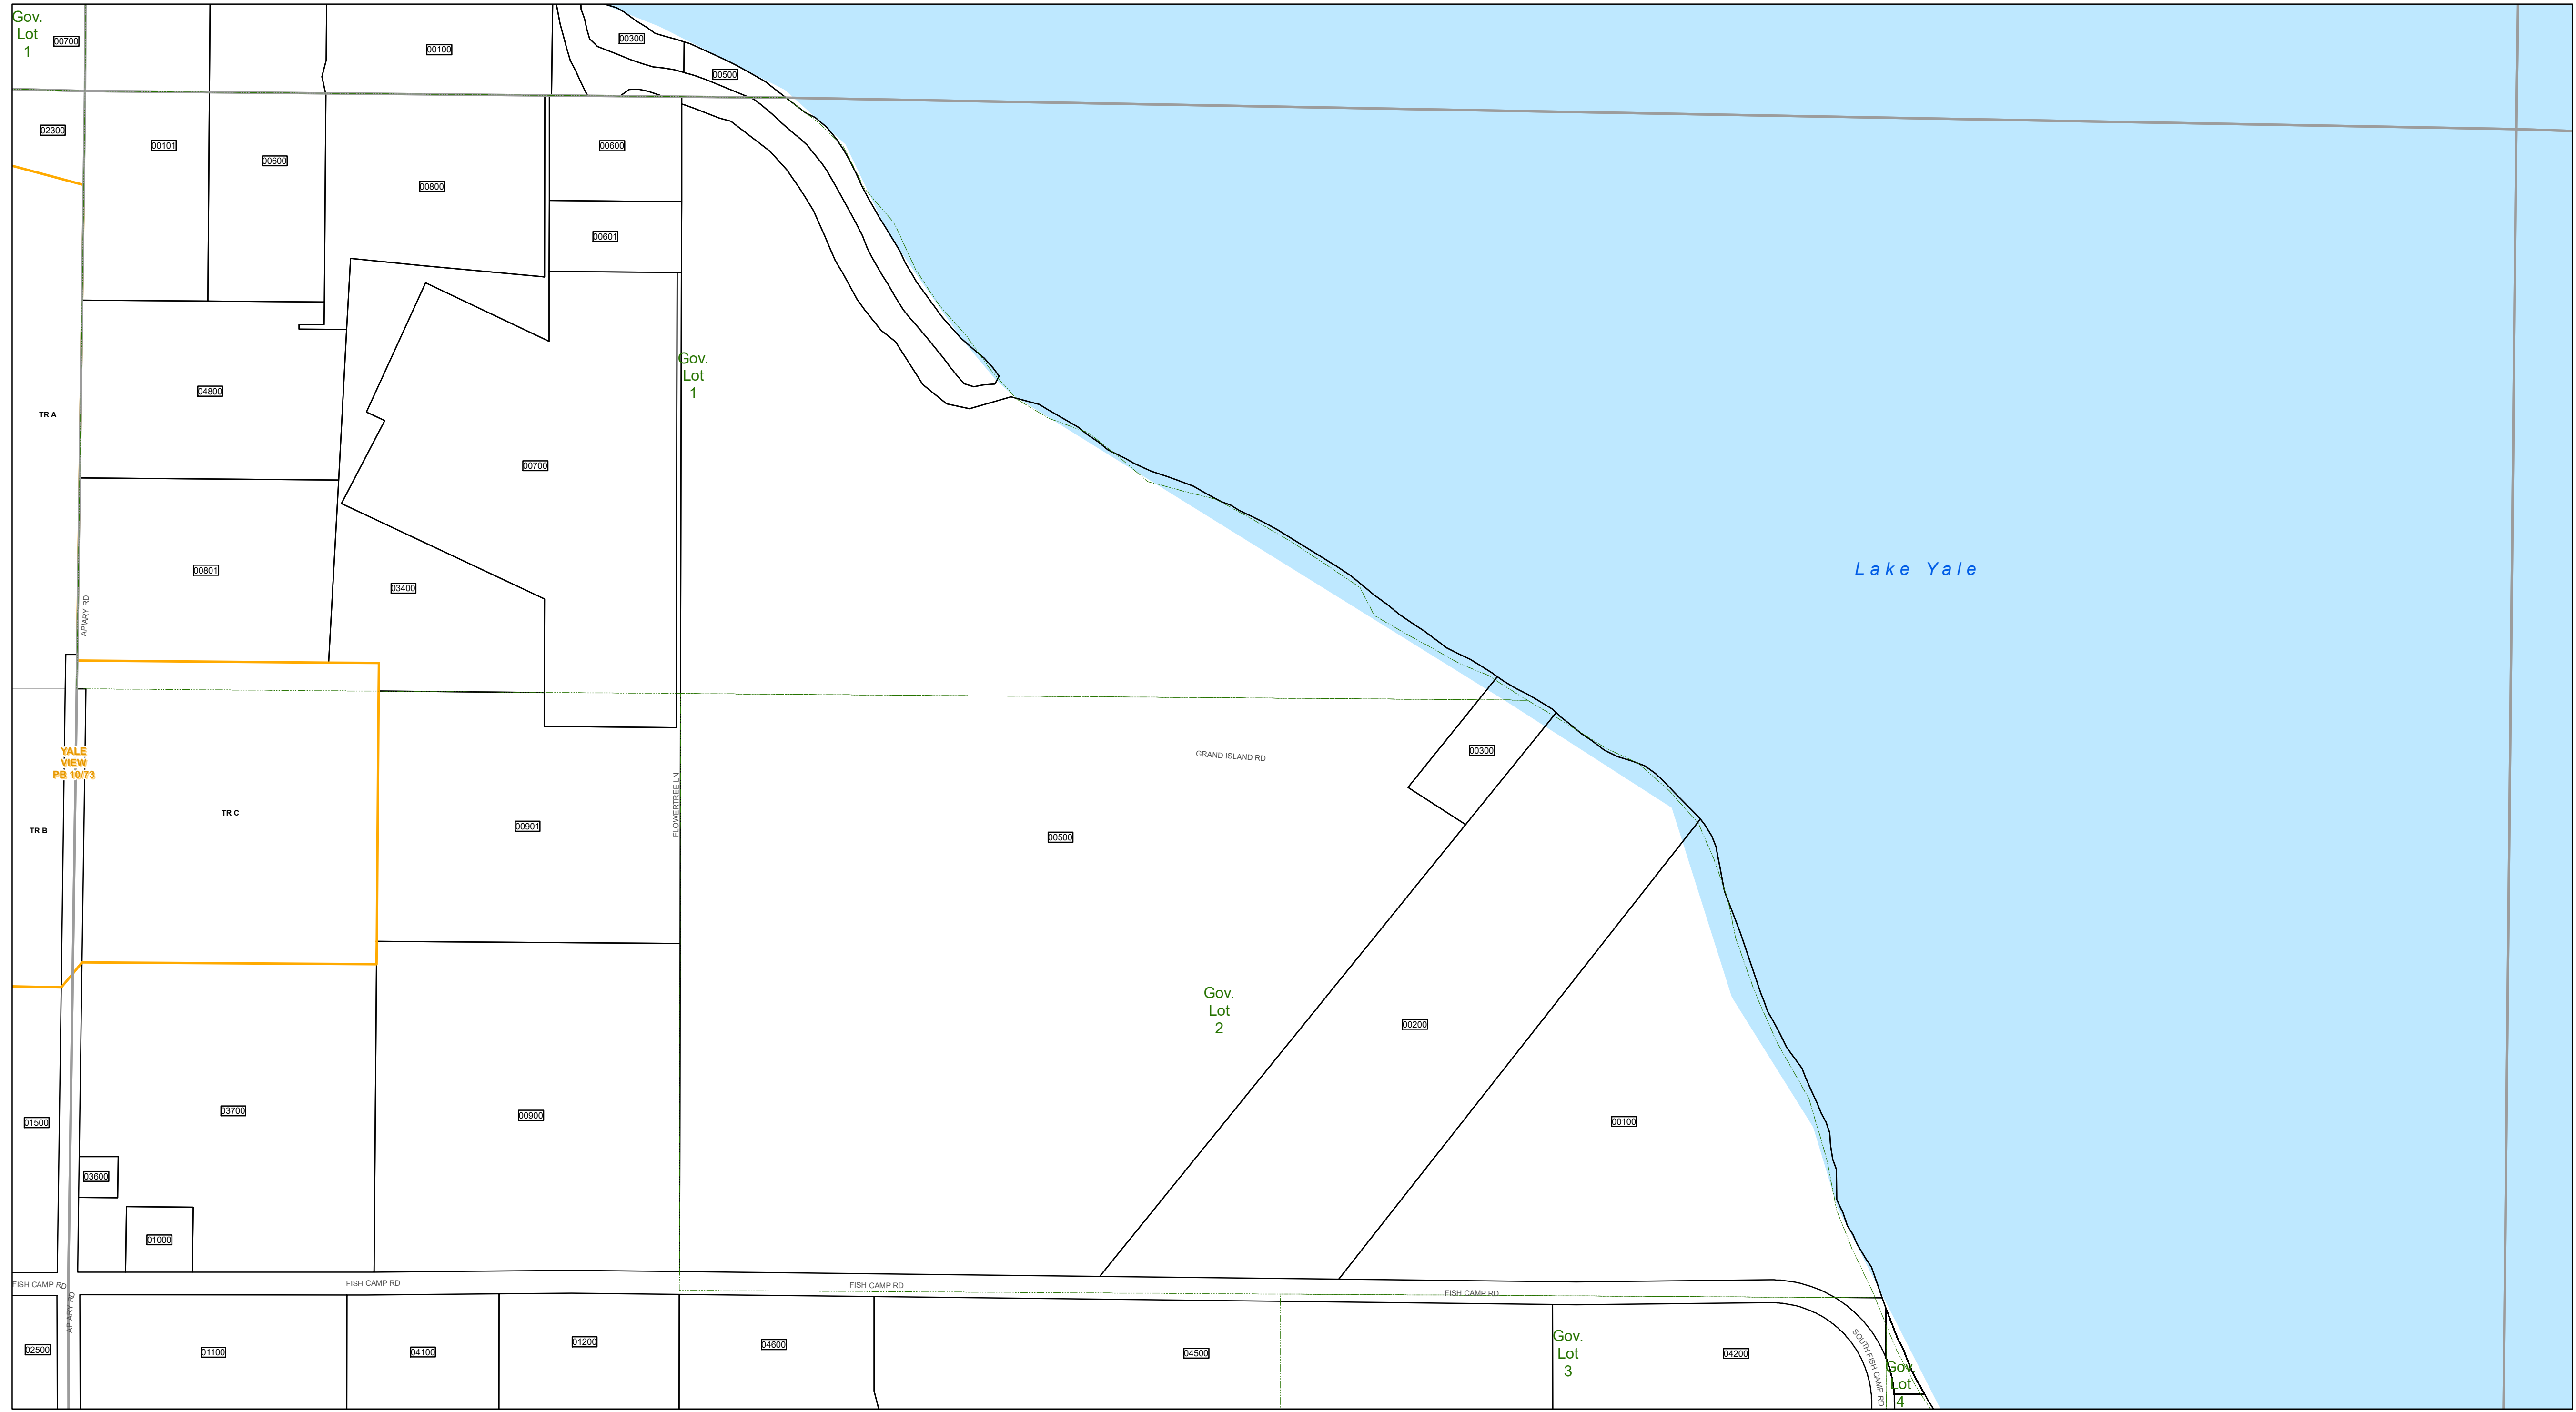 Gov.
Lot
1
00700
00100
00300
00500
02300
00101
00600
00800
00600
00601
Gov.
Lot
1
04800
TR A
00700
Lake Yale
00801
03400
APIARY RD
YALE
VIEW
PB 10/73
TR B
TR C
00901
FLOWERTREE LN
GRAND ISLAND RD
00300
00500
Gov.
Lot
2
00200
03700
00900
01500
00100
03600
01000
FISH CAMP RD
FISH CAMP RD
FISH CAMP RD
FISH CAMP RD
APIARY RD
02500
01100
04100
01200
04600
04500
Gov.
Lot
3
04200
SOUTH FISH CAMP RD
Gov.
Lot
4